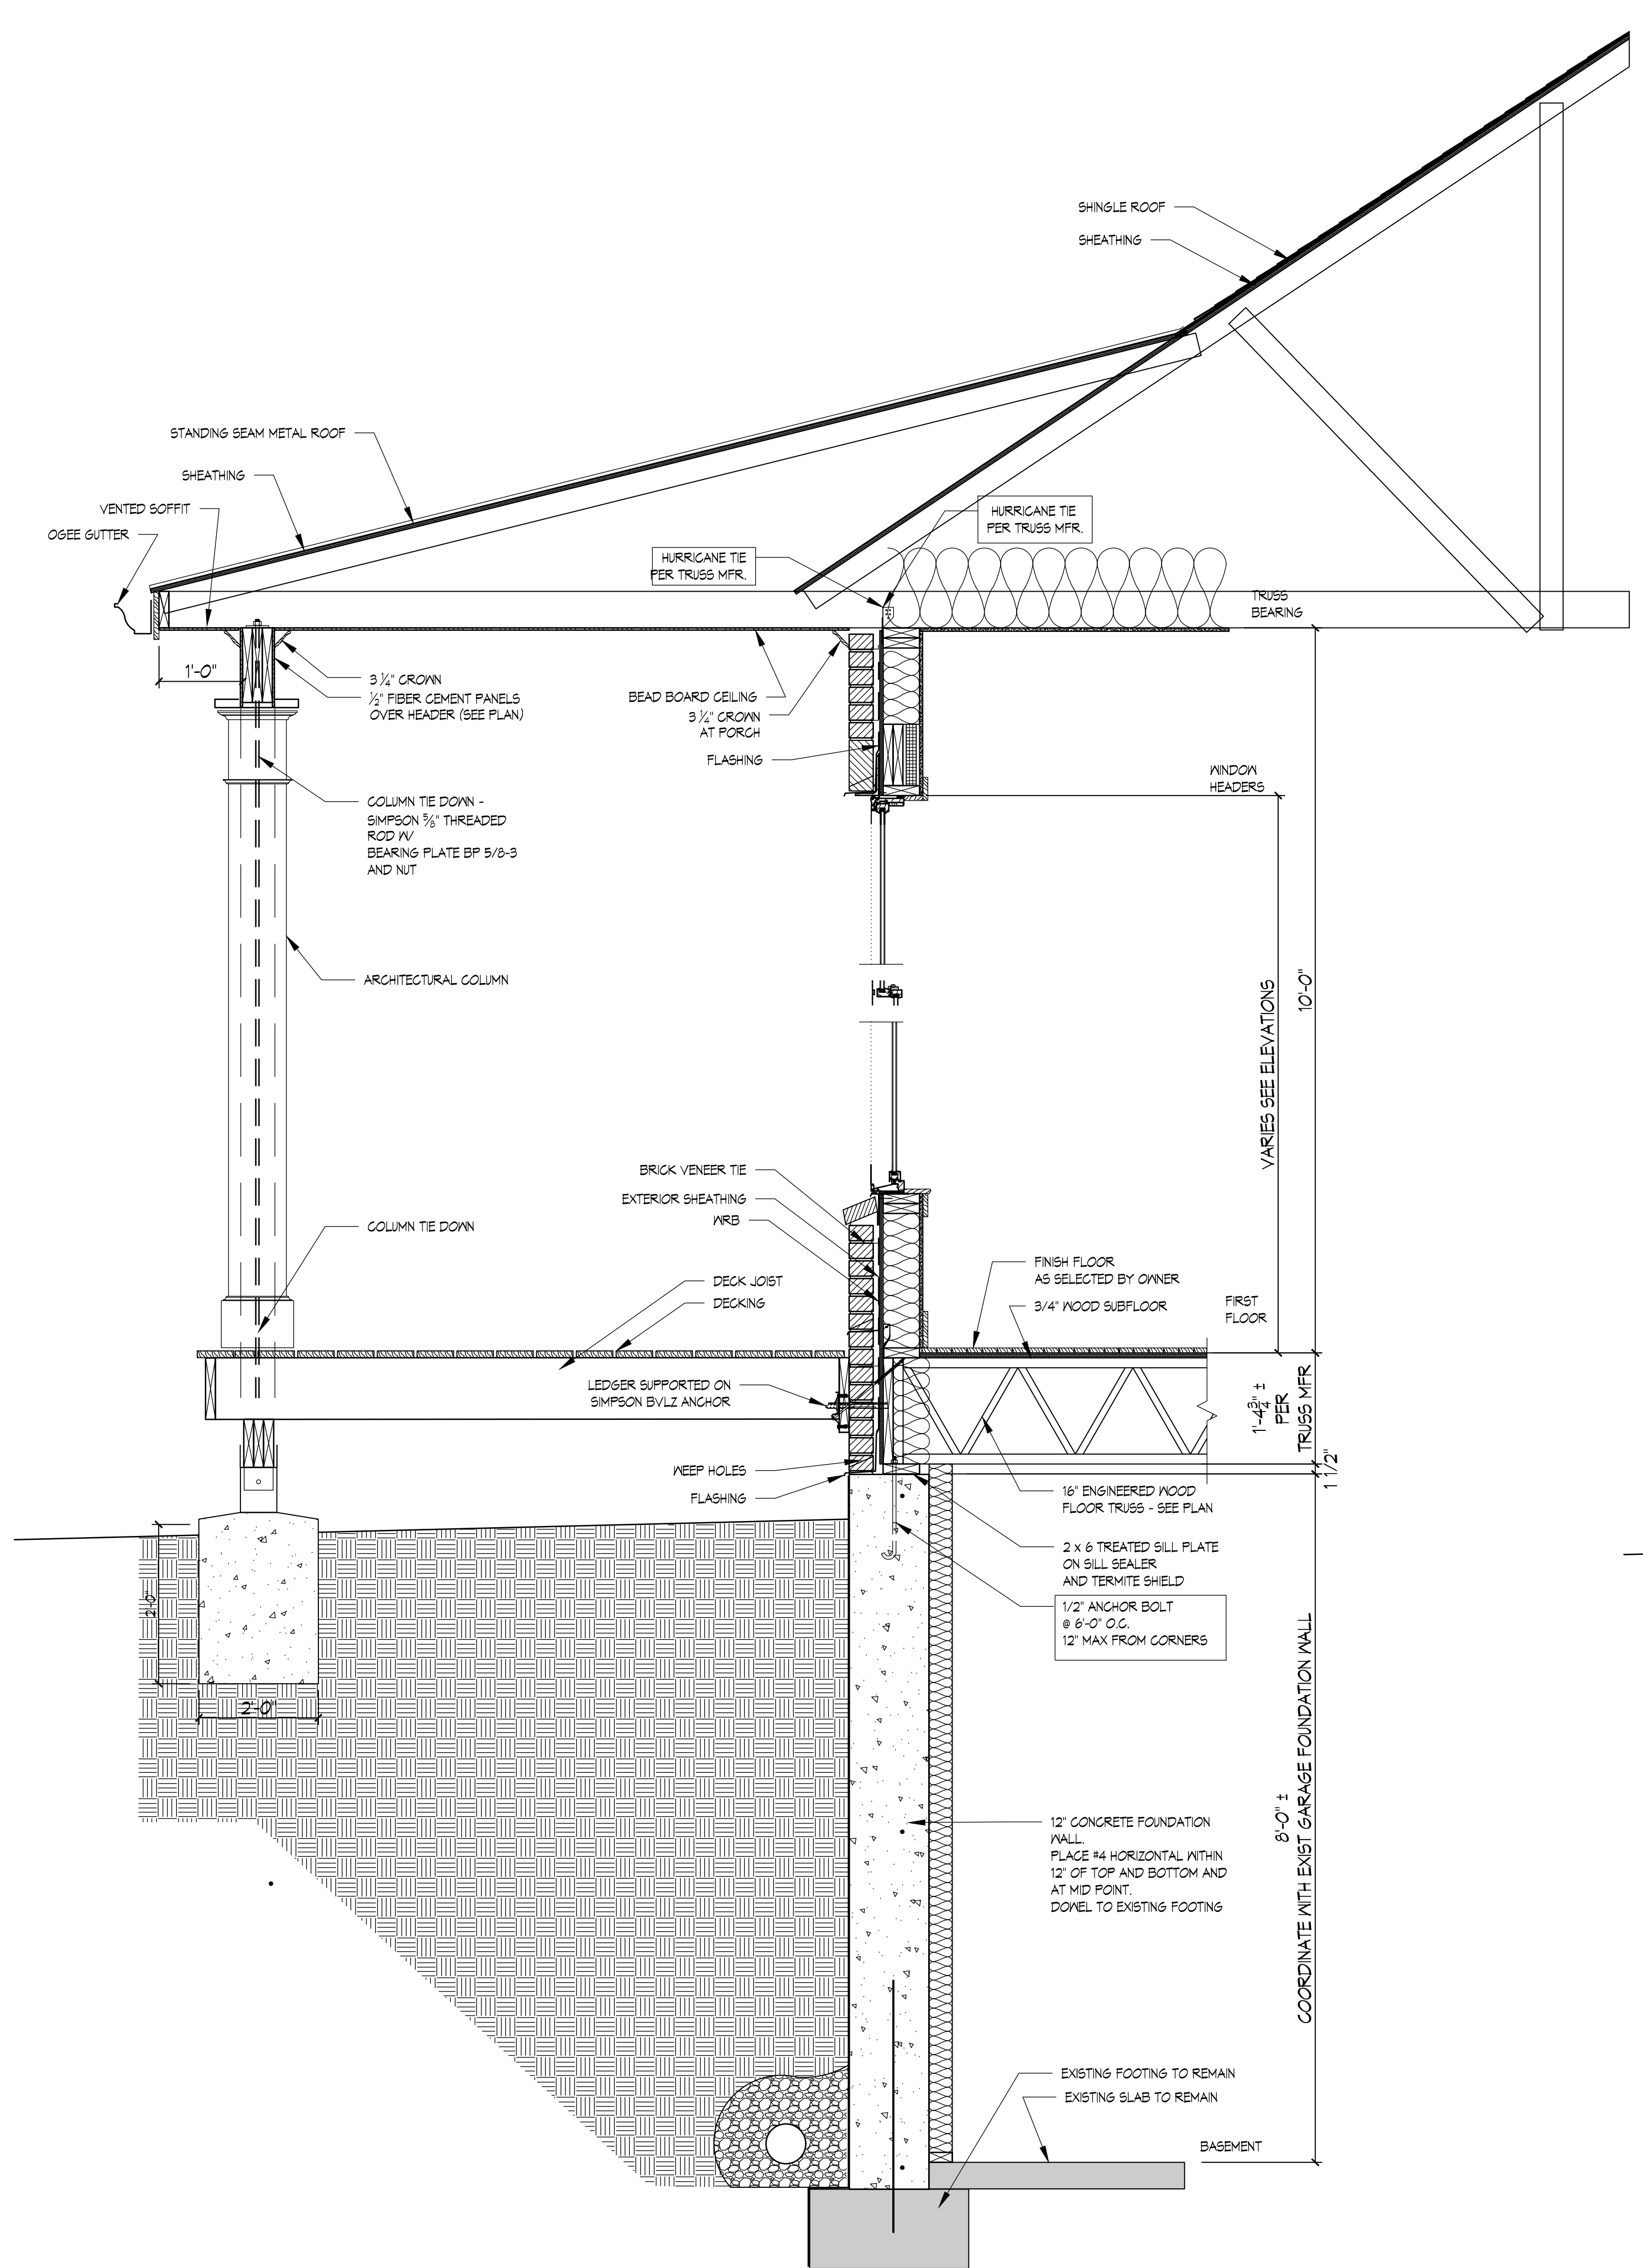 SHINGLE ROOF
SHEATHING
STANDING SEAM METAL ROOF
SHEATHING
VENTED SOFFIT
OGEE GUTTER
HURRICANE TIE
PER TRUSS MFR.
HURRICANE TIE
PER TRUSS MFR.
TRUSS
BEARING
1'-0"
3 1/4" CROWN
1/2" FIBER CEMENT PANELS
OVER HEADER (SEE PLAN)
BEAD BOARD CEILING
3 1/4" CROWN
AT PORCH
FLASHING
WINDOW
HEADERS
COLUMN TIE DOWN -
SIMPSON 5/8" THREADED
ROD W/
BEARING PLATE BP 5/8-3
AND NUT
ARCHITECTURAL COLUMN
10'-0"
VARIES SEE ELEVATIONS
BRICK VENEER TIE
EXTERIOR SHEATHING
WRB
COLUMN TIE DOWN
DECK JOIST
DECKING
FINISH FLOOR
AS SELECTED BY OWNER
3/4" WOOD SUBFLOOR
FIRST
FLOOR
LEDGER SUPPORTED ON
SIMPSON BVLZ ANCHOR
1'-4 3/4" ±
PER
TRUSS MFR
1 1/2"
WEEP HOLES
FLASHING
16" ENGINEERED WOOD
FLOOR TRUSS - SEE PLAN
2 x 6 TREATED SILL PLATE
ON SILL SEALER
AND TERMITE SHIELD
1/2" ANCHOR BOLT
@ 6'-0" O.C.
12" MAX FROM CORNERS
2'-0"
2'-0"
12" CONCRETE FOUNDATION
WALL.
PLACE #4 HORIZONTAL WITHIN
12" OF TOP AND BOTTOM AND
AT MID POINT.
DOWEL TO EXISTING FOOTING
8'-0" ±
COORDINATE WITH EXIST GARAGE FOUNDATION WALL
EXISTING FOOTING TO REMAIN
EXISTING SLAB TO REMAIN
BASEMENT